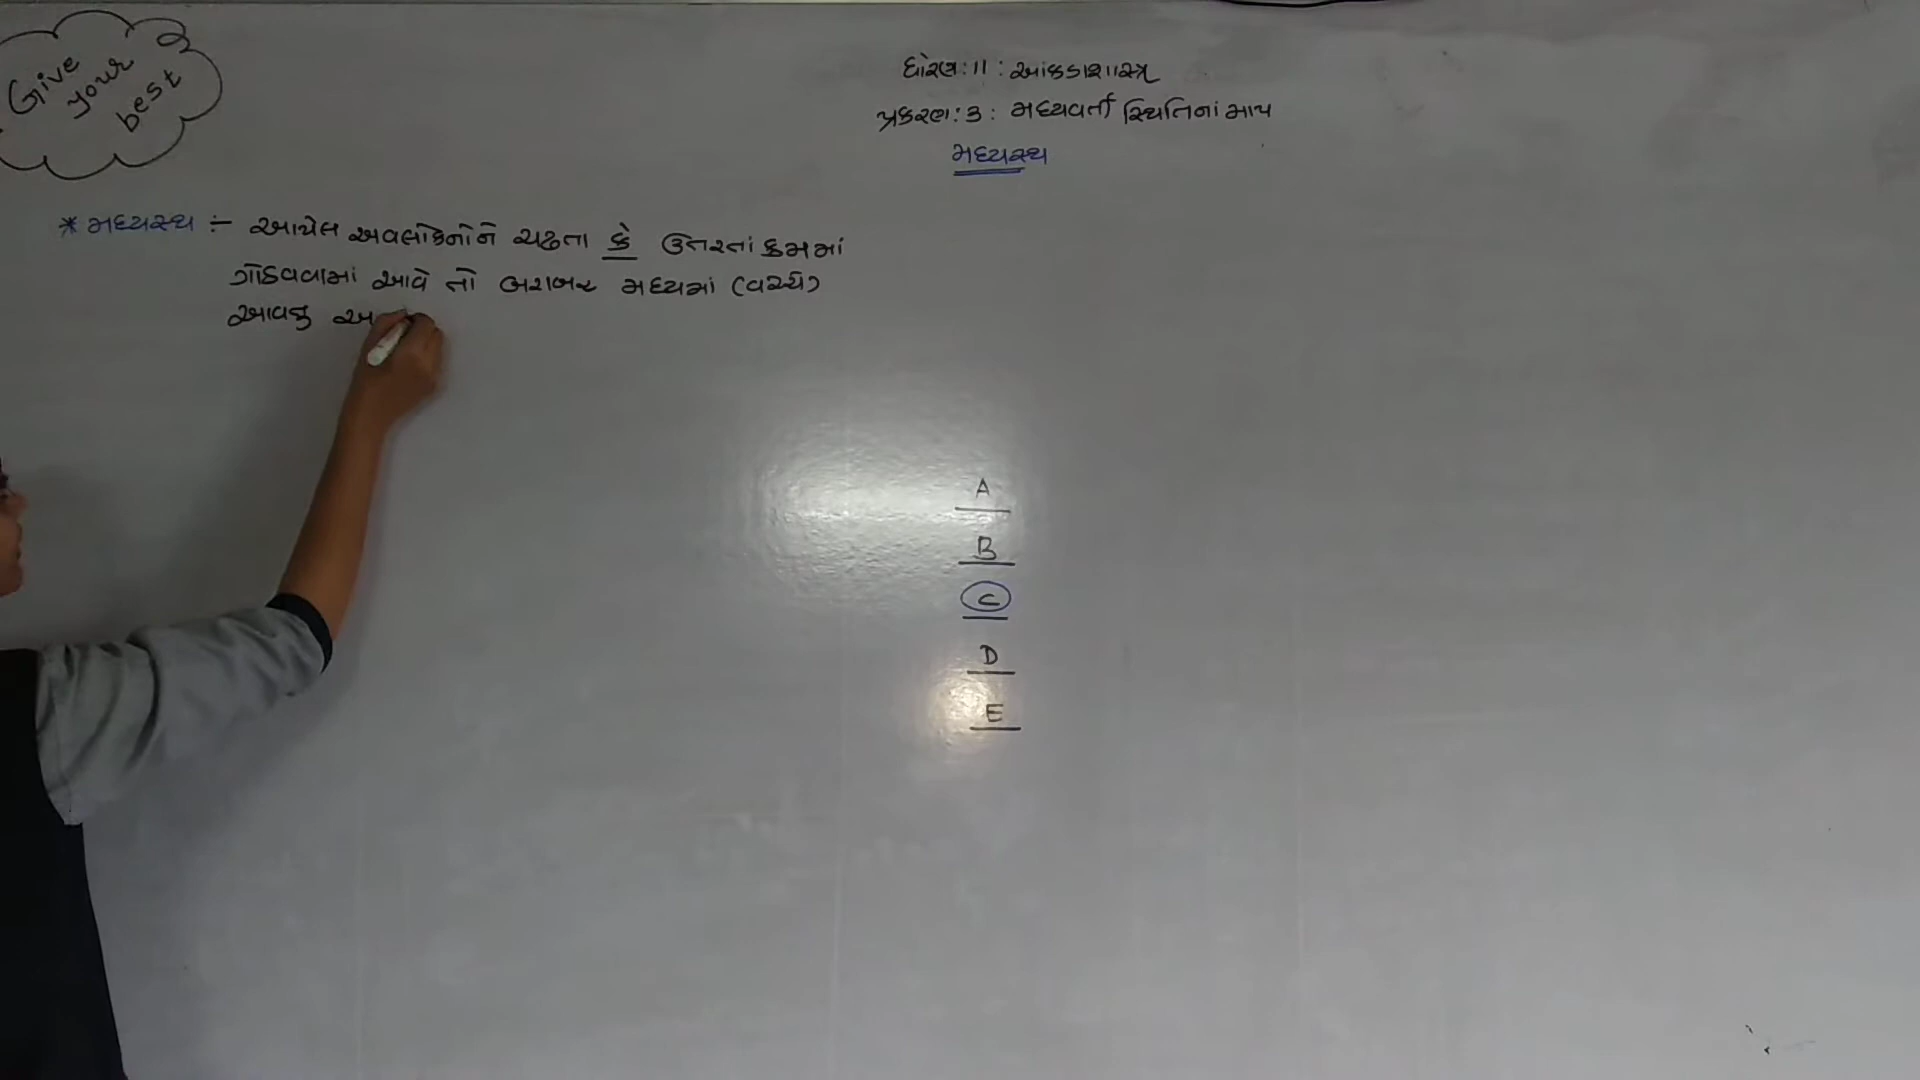 Give
your
best
ધોરણ : 11 : આંકડાશાસ્ત્ર
પ્રકરણ : 3 : મધ્યવર્તી સ્થિતિનાં માપ
મધ્યસ્થ
* મધ્યસ્થ :- આપેલ અવલોકનોને ચઢતા કે ઉતરતાં ક્રમમાં
ગોઠવવામાં આવે તો બરાબર મધ્યમાં (વચ્ચે)
આવતુ અ
A
B
C
D
E